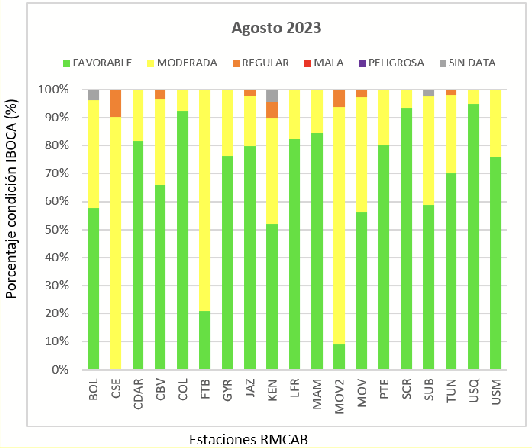 Agosto 2023
FAVORABLE MODERADA REGULAR MALA PELIGROSA SIN DATA
Porcentaje condición IBOCA (%)
100%
90%
80%
70%
60%
50%
40%
30%
20%
10%
0%
BOL CSE CDAR CBV COL FTB GYR JAZ KEN LFR MAM MOV2 MOV PTE SCR SUB TUN USQ USM
Estaciones RMCAB